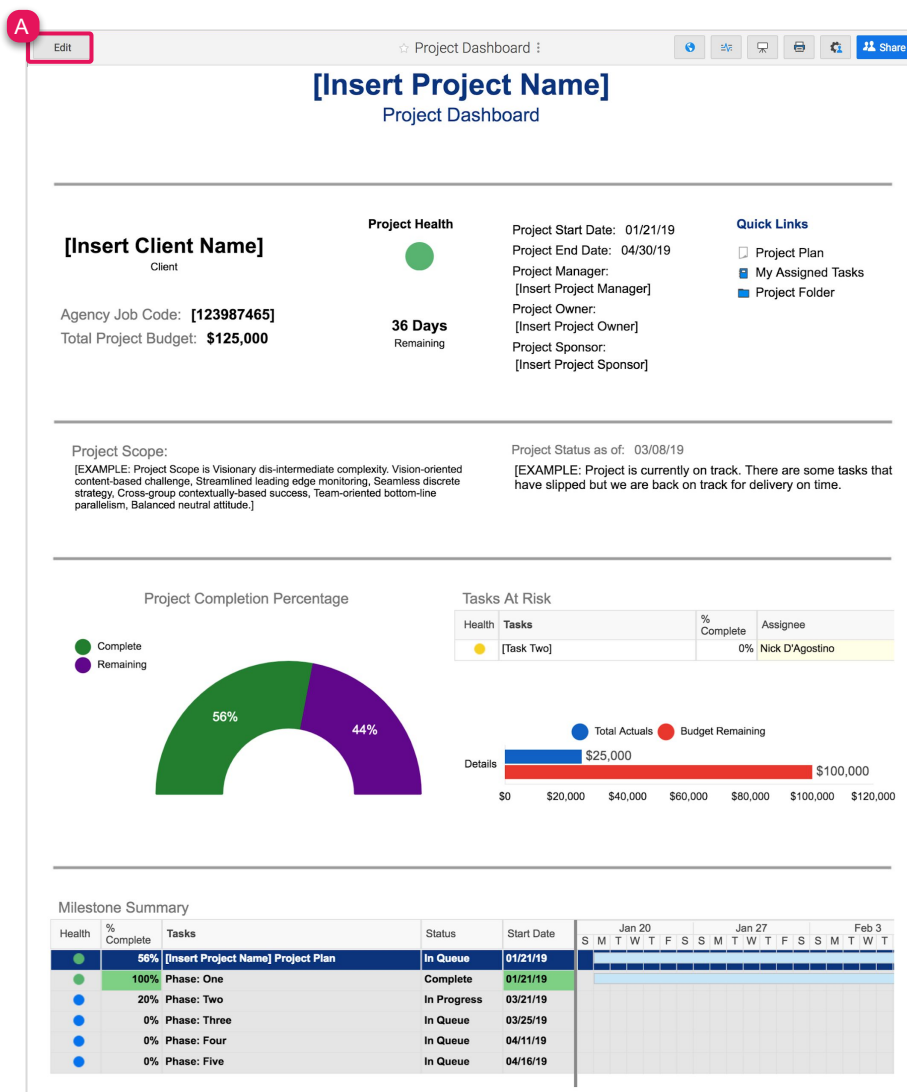 A
Edit
Project Dashboard
Share
[Insert Project Name]
Project Dashboard
[Insert Client Name]
Client
Agency Job Code: [123987465]
Total Project Budget: $125,000
Project Health
36 Days
Remaining
Project Start Date: 01/21/19
Project End Date: 04/30/19
Project Manager:
[Insert Project Manager]
Project Owner:
[Insert Project Owner]
Project Sponsor:
[Insert Project Sponsor]
Quick Links
Project Plan
My Assigned Tasks
Project Folder
Project Scope:
[EXAMPLE: Project Scope is Visionary dis-intermediate complexity. Vision-oriented
content-based challenge, Streamlined leading edge monitoring, Seamless discrete
strategy, Cross-group contextually-based success, Team-oriented bottom-line
parallelism, Balanced neutral attitude.]
Project Status as of: 03/08/19
[EXAMPLE: Project is currently on track. There are some tasks that
have slipped but we are back on track for delivery on time.
Project Completion Percentage
Complete
Remaining
56%
44%
Tasks At Risk
Health Tasks % Complete Assignee
[Task Two] 0% Nick D'Agostino
Total Actuals Budget Remaining
Details
$25,000
$100,000
$0 $20,000 $40,000 $60,000 $80,000 $100,000 $120,000
Milestone Summary
Health % Complete Tasks Status Start Date
Jan 20 Jan 27 Feb 3
S M T W T F S S M T W T F S S M T W T
56% [Insert Project Name] Project Plan In Queue 01/21/19
100% Phase: One Complete 01/21/19
20% Phase: Two In Progress 03/21/19
0% Phase: Three In Queue 03/25/19
0% Phase: Four In Queue 04/11/19
0% Phase: Five In Queue 04/16/19